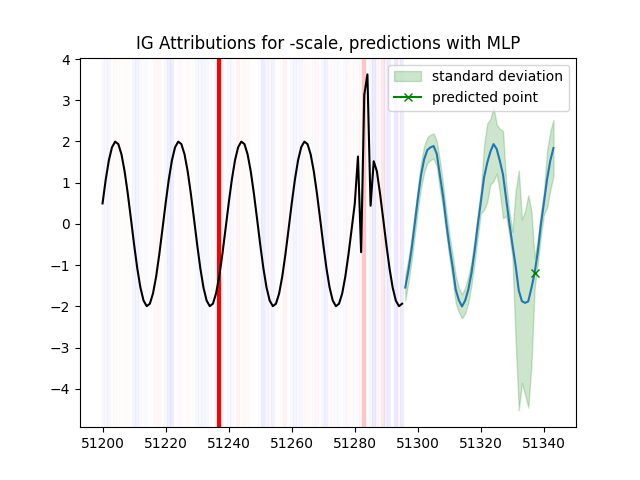 IG Attributions for -scale, predictions with MLP
4
3
2
1
0
−1
−2
−3
−4
standard deviation
predicted point
51200 51220 51240 51260 51280 51300 51320 51340